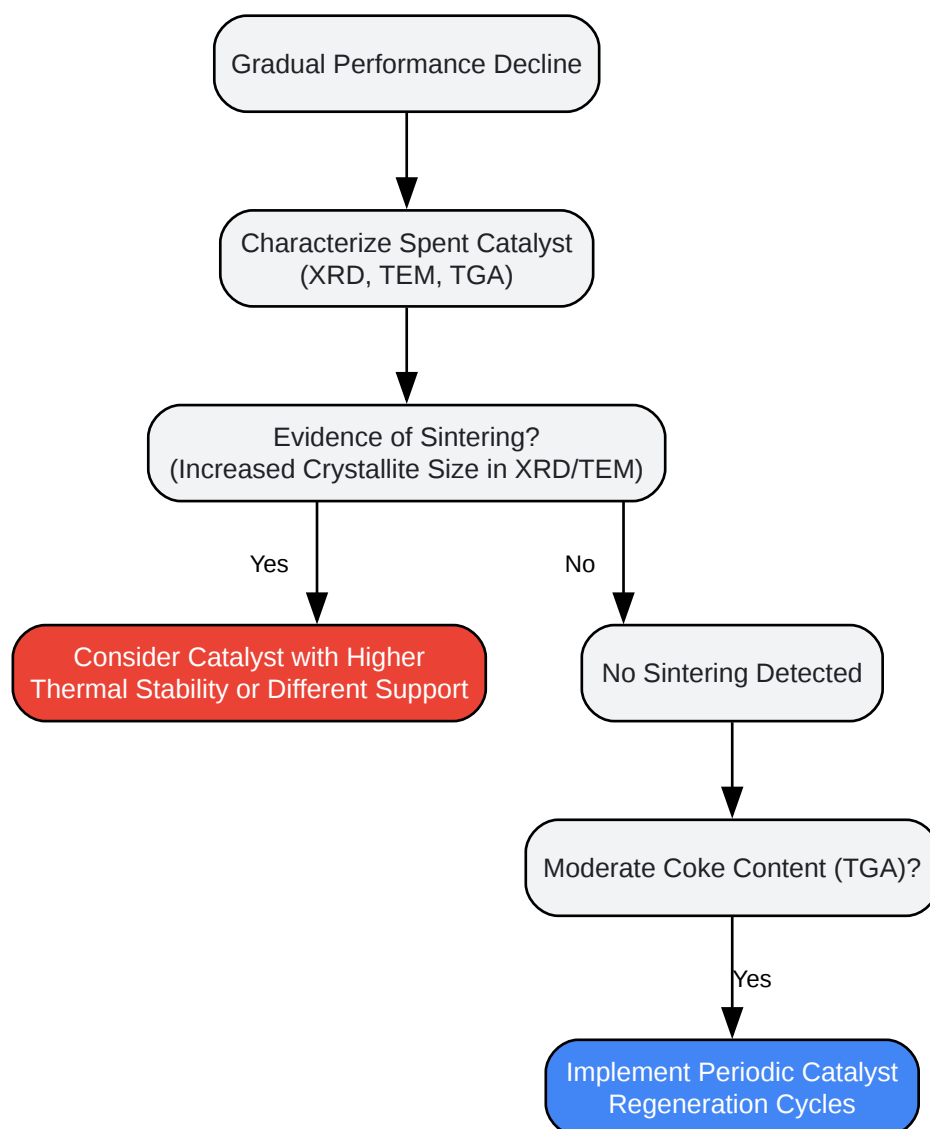 Gradual Performance Decline
Characterize Spent Catalyst
(XRD, TEM, TGA)
Evidence of Sintering?
(Increased Crystallite Size in XRD/TEM)
Yes
No
Consider Catalyst with Higher
Thermal Stability or Different Support
No Sintering Detected
Moderate Coke Content (TGA)?
Yes
Implement Periodic Catalyst
Regeneration Cycles